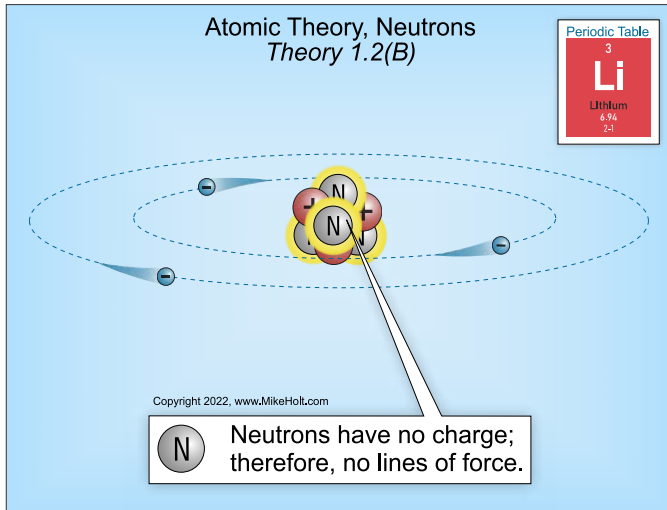 Atomic Theory, Neutrons
Theory 1.2(B)
Periodic Table
3
Li
Lithium
6.94
2-1
N
+
+
N
N
−
−
−
Copyright 2022, www.MikeHolt.com
N
Neutrons have no charge;
therefore, no lines of force.